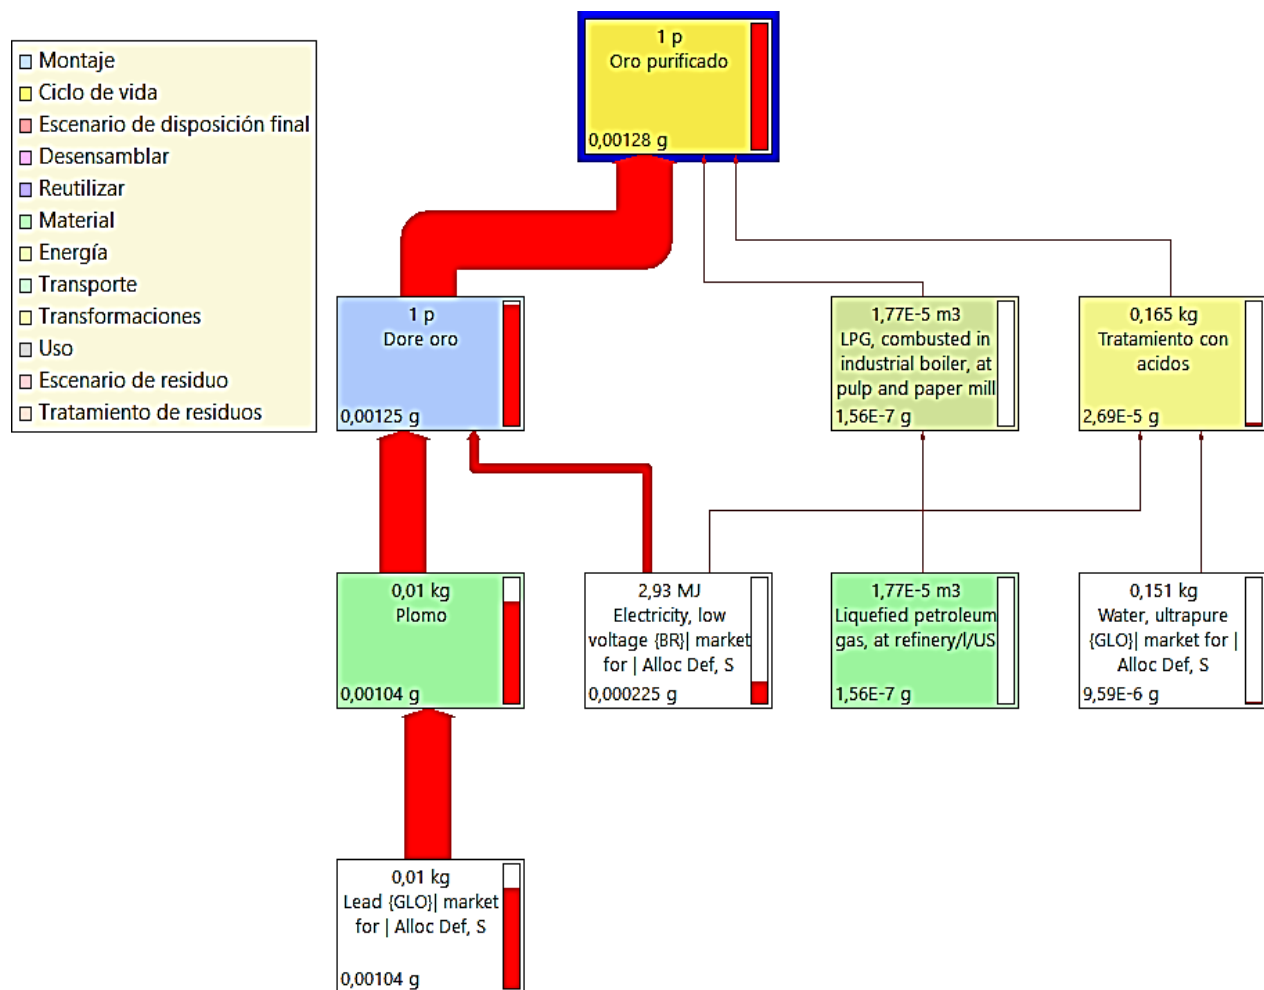 Montaje
Ciclo de vida
Escenario de disposición final
Desensamblar
Reutilizar
Material
Energía
Transporte
Transformaciones
Uso
Escenario de residuo
Tratamiento de residuos
1 p
Oro purificado
0,00128 g
1 p
Dore oro
0,00125 g
1,77E-5 m3
LPG, combusted in
industrial boiler, at
pulp and paper mill
1,56E-7 g
0,165 kg
Tratamiento con
acidos
2,69E-5 g
0,01 kg
Plomo
0,00104 g
2,93 MJ
Electricity, low
voltage {BR}| market
for | Alloc Def, S
0,000225 g
1,77E-5 m3
Liquefied petroleum
gas, at refinery/l/US
1,56E-7 g
0,151 kg
Water, ultrapure
{GLO}| market for |
Alloc Def, S
9,59E-6 g
0,01 kg
Lead {GLO}| market
for | Alloc Def, S
0,00104 g